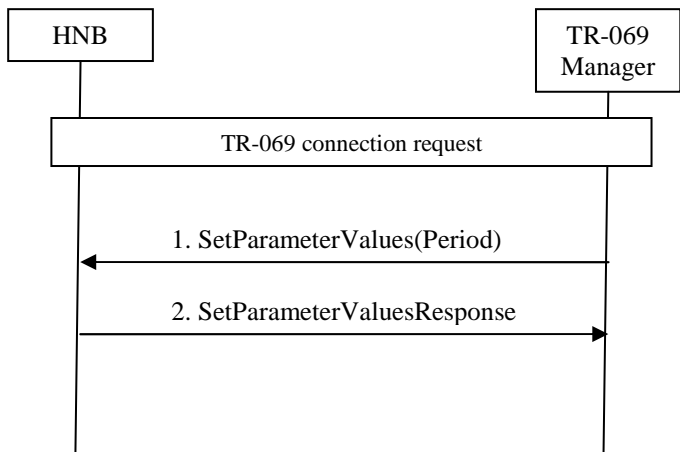 HNB
TR-069
Manager
TR-069 connection request
1. SetParameterValues(Period)
2. SetParameterValuesResponse